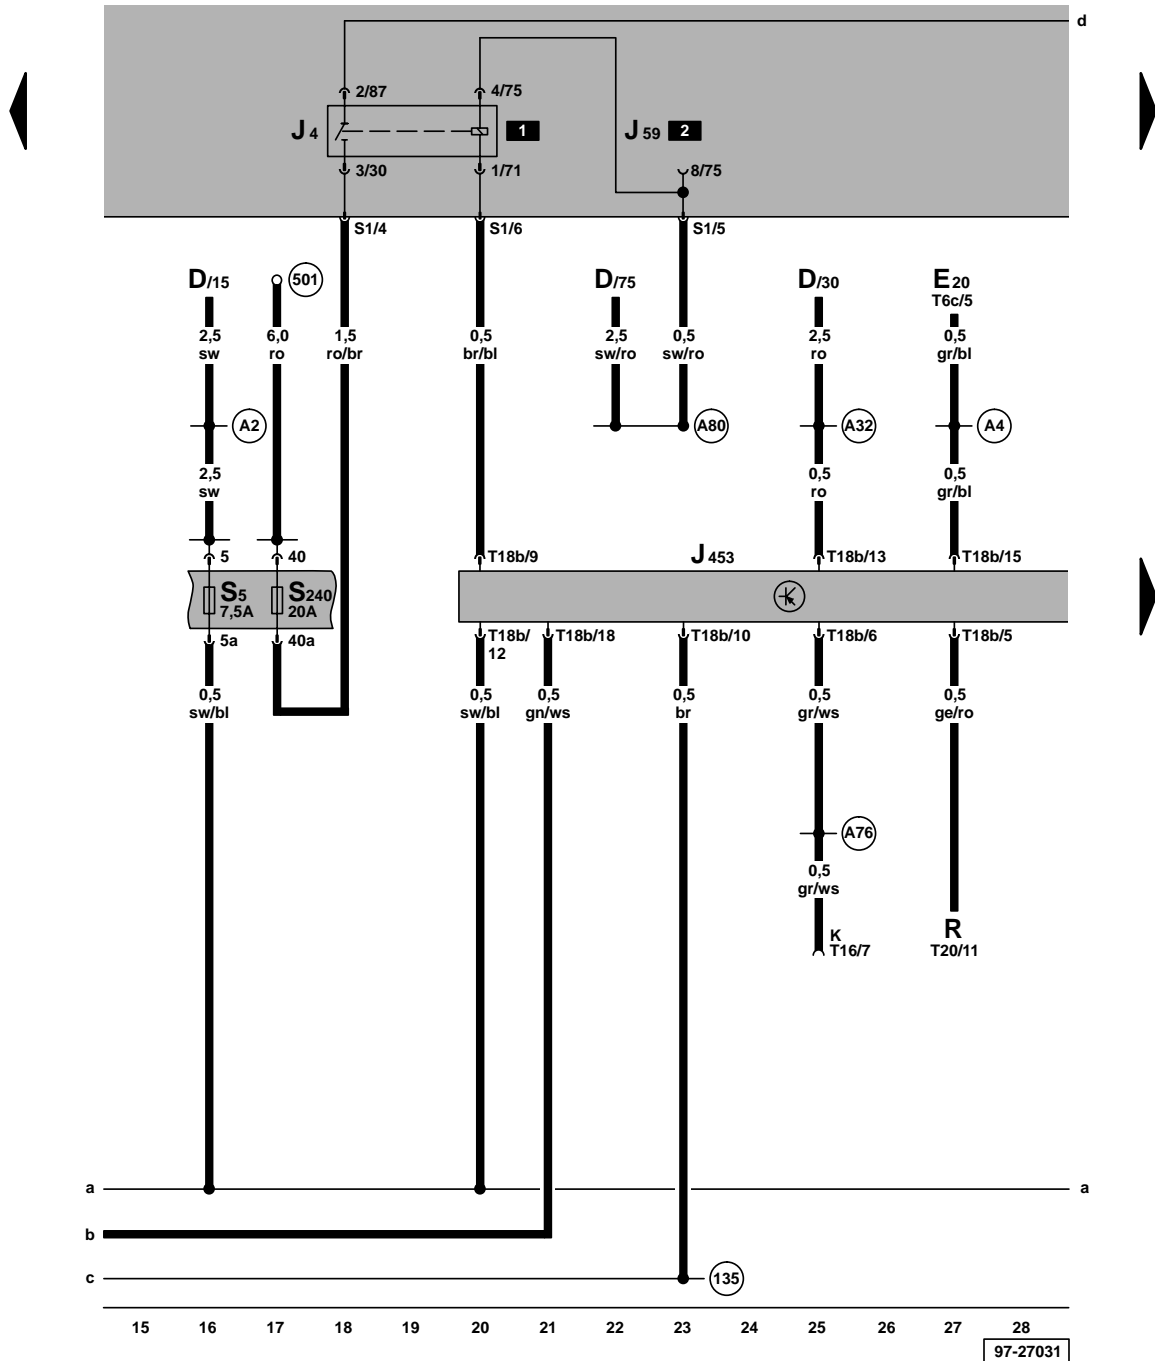 d
2/87
4/75
J 4
1
J 59
2
3/30
1/71
8/75
S1/4
S1/6
S1/5
D/15
501
D/75
D/30
E 20
T6c/5
2,5
sw
6,0
ro
1,5
ro/br
0,5
br/bl
2,5
sw/ro
0,5
sw/ro
2,5
ro
0,5
gr/bl
A2
A80
A32
A4
2,5
sw
0,5
ro
0,5
gr/bl
5
40
T18b/9
J 453
T18b/13
T18b/15
S5
7,5A
S240
20A
5a
40a
T18b/
12
T18b/18
T18b/10
T18b/6
T18b/5
0,5
sw/bl
0,5
sw/bl
0,5
gn/ws
0,5
br
0,5
gr/ws
0,5
ge/ro
A76
0,5
gr/ws
K
T16/7
R
T20/11
a
a
b
c
135
15 16 17 18 19 20 21 22 23 24 25 26 27 28
97-27031